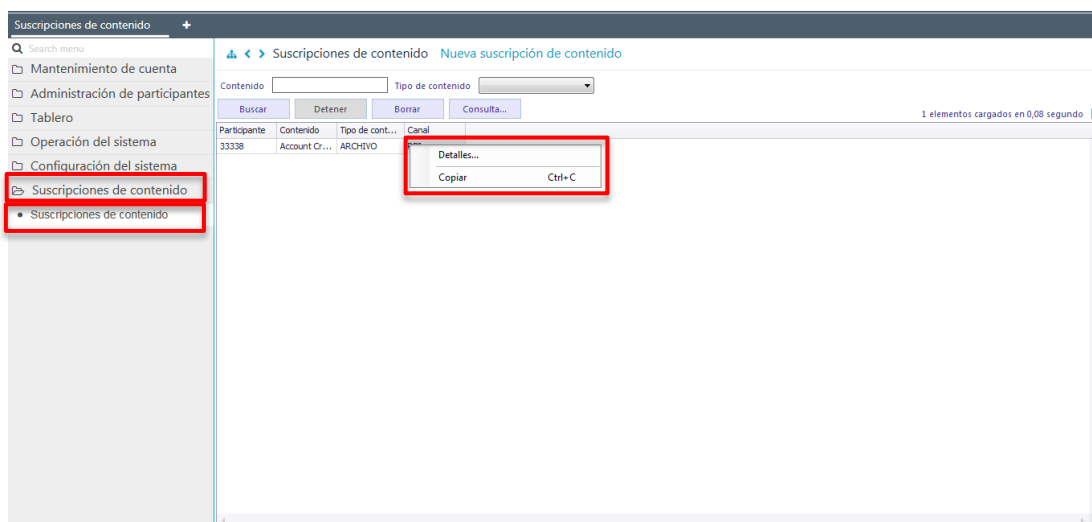 Suscripciones de contenido +
Search menu
Mantenimiento de cuenta
Administración de participantes
Tablero
Operación del sistema
Configuración del sistema
Suscripciones de contenido
Suscripciones de contenido
Suscripciones de contenido Nueva suscripción de contenido
Contenido Tipo de contenido
Buscar Detener Borrar Consulta...
1 elementos cargados en 0,08 segundo
Participante Contenido Tipo de cont... Canal
33338 Account Cr... ARCHIVO
Detalles...
Copiar Ctrl+C